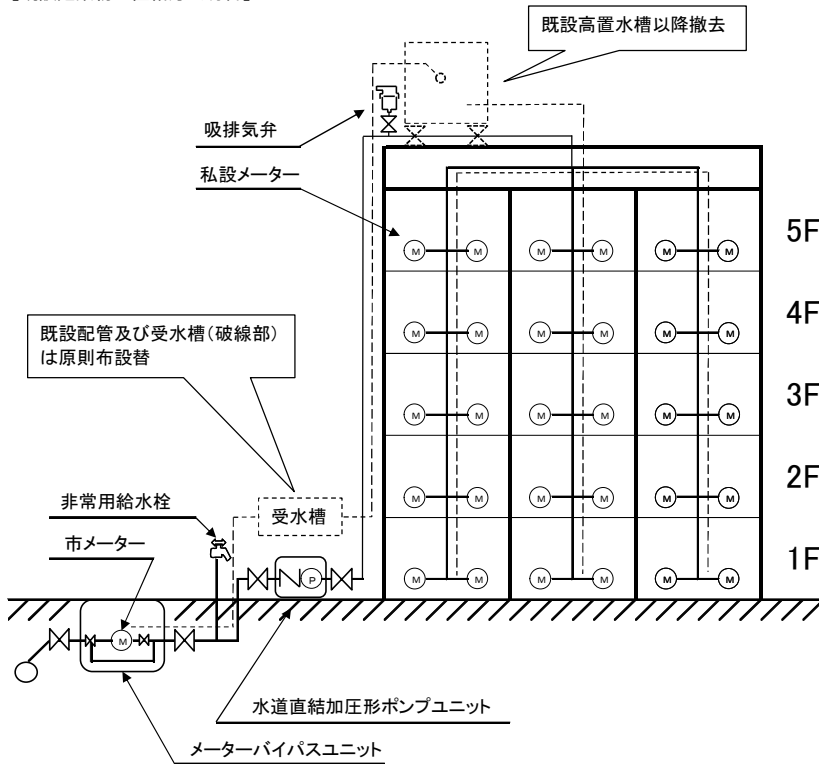 既設高置水槽以降撤去
吸排気弁
私設メーター
5F
M M M M M M
4F
M M M M M M
既設配管及び受水槽(破線部)
は原則布設替
3F
M M M M M M
2F
M M M M M M
非常用給水栓
受水槽
市メーター
1F
P
M M M M M M
M
水道直結加圧形ポンプユニット
メーターバイパスユニット